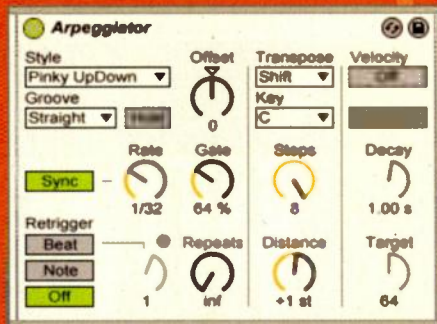 Arpeggiator
Style
Offset
Transpose
Velocity
Pinky UpDown
Shift
Off
Groove
Key
Straight
Hold
0
C
Rate
Gate
Steps
Decay
Sync
1/32
64 %
8
1.00 s
Retrigger
Beat
Repeats
Distance
Target
Note
Off
1
inf
+1 st
64